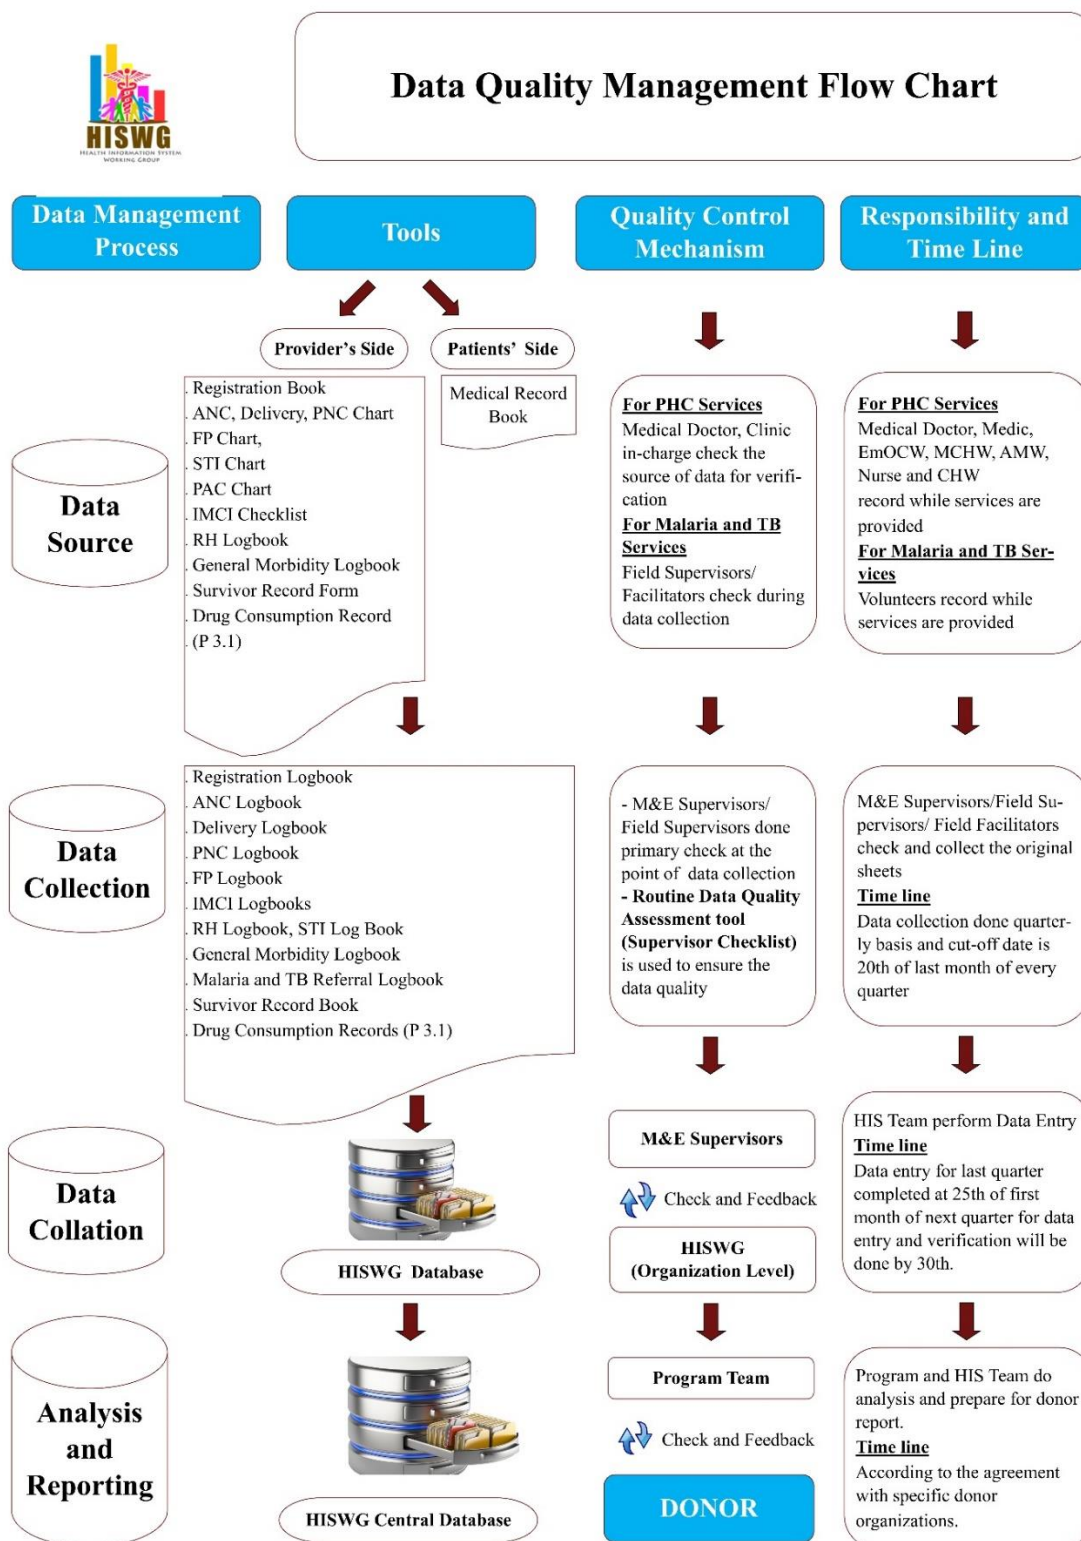 HISWG
HEALTH INFORMATION SYSTEM
WORKING GROUP
Data Quality Management Flow Chart
Data Management
Process
Tools
Quality Control
Mechanism
Responsibility and
Time Line
Provider's Side
Patients' Side
Data
Source
. Registration Book
. ANC, Delivery, PNC Chart
. FP Chart,
. STI Chart
. PAC Chart
. IMCI Checklist
. RH Logbook
. General Morbidity Logbook
. Survivor Record Form
. Drug Consumption Record
. (P 3.1)
Medical Record
Book
For PHC Services
Medical Doctor, Clinic
in-charge check the
source of data for verifi-
cation
For Malaria and TB
Services
Field Supervisors/
Facilitators check during
data collection
For PHC Services
Medical Doctor, Medic,
EmOCW, MCHW, AMW,
Nurse and CHW
record while services are
provided
For Malaria and TB Ser-
vices
Volunteers record while
services are provided
Data
Collection
. Registration Logbook
. ANC Logbook
. Delivery Logbook
. PNC Logbook
. FP Logbook
. IMCI Logbooks
. RH Logbook, STI Log Book
. General Morbidity Logbook
. Malaria and TB Referral Logbook
. Survivor Record Book
. Drug Consumption Records (P 3.1)
- M&E Supervisors/
Field Supervisors done
primary check at the
point of data collection
- Routine Data Quality
Assessment tool
(Supervisor Checklist)
is used to ensure the
data quality
M&E Supervisors/Field Su-
pervisors/ Field Facilitators
check and collect the original
sheets
Time line
Data collection done quarter-
ly basis and cut-off date is
20th of last month of every
quarter
Data
Collation
HISWG Database
M&E Supervisors
Check and Feedback
HISWG
(Organization Level)
HIS Team perform Data Entry
Time line
Data entry for last quarter
completed at 25th of first
month of next quarter for data
entry and verification will be
done by 30th.
Analysis
and
Reporting
HISWG Central Database
Program Team
Check and Feedback
DONOR
Program and HIS Team do
analysis and prepare for donor
report.
Time line
According to the agreement
with specific donor
organizations.